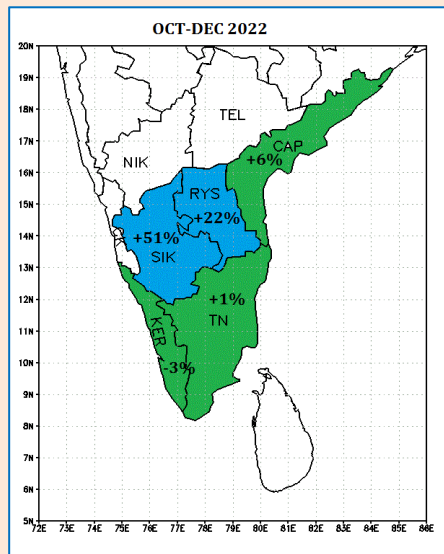 OCT-DEC 2022
20N
19N
18N
TEL
17N
CAP
+6%
NIK
16N
RYS
15N
+22%
+51%
14N
SIK
13N
12N
+1%
TN
11N
KER
10N
-3%
9N
8N
7N
6N
5N
72E 73E 74E 75E 76E 77E 78E 79E 80E 81E 82E 83E 84E 85E 86E